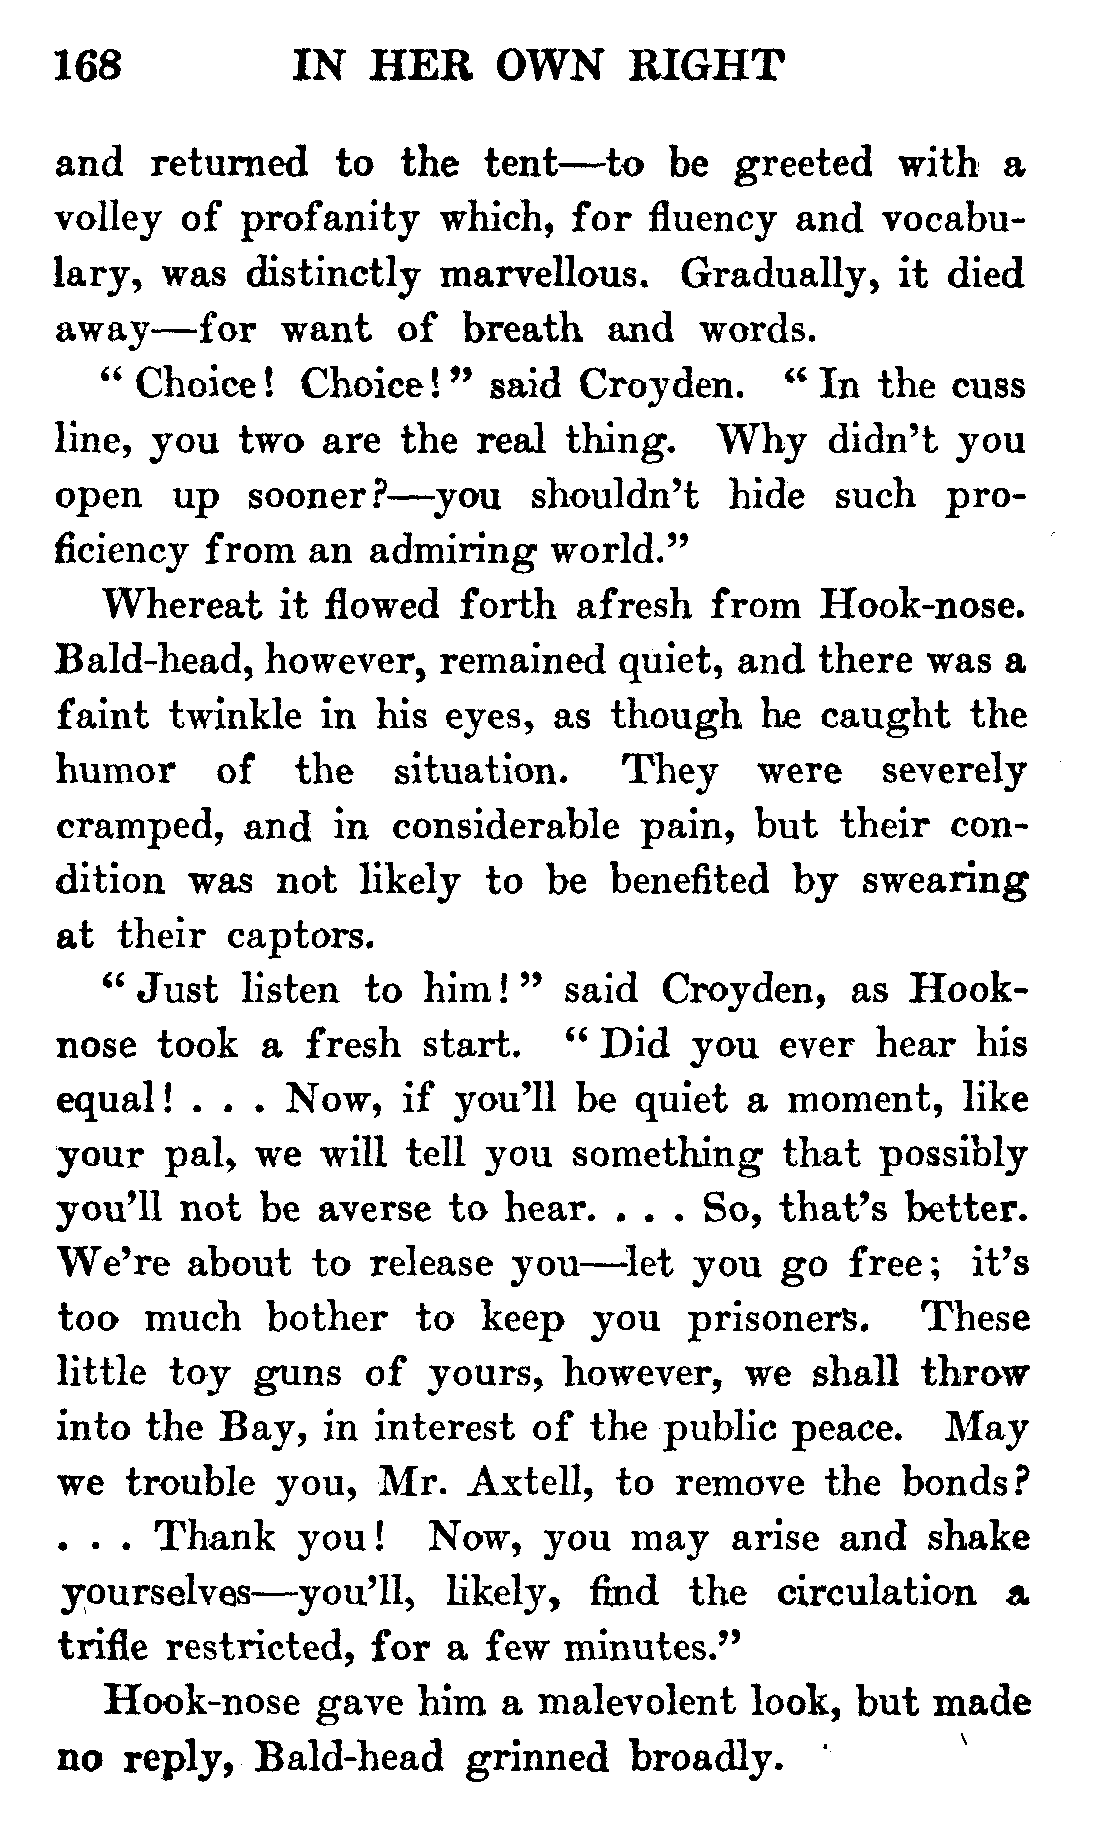 168 IN HER OWN RIGHT
and returned to the tent—to be greeted with a
volley of profanity which, for fluency and vocabu-
lary, was distinctly marvellous. Gradually, it died
away—for want of breath and words.
“ Choice! Choice! ” said Croyden. “ In the cuss
line, you two are the real thing. Why didn’t you
open up sooner?—you shouldn’t hide such pro-
ficiency from an admiring world.”
Whereat it flowed forth afresh from Hook-nose.
Bald-head, however, remained quiet, and there was a
faint twinkle in his eyes, as though he caught the
humor of the situation. They were severely
cramped, and in considerable pain, but their con-
dition was not likely to be benefited by swearing
at their captors.
“ Just listen to him! ” said Croyden, as Hook-
nose took a fresh start. “ Did you ever hear his
equal! . . . Now, if you’ll be quiet a moment, like
your pal, we will tell you something that possibly
you’ll not be averse to hear. . . . So, that’s better.
We’re about to release you—let you go free; it’s
too much bother to keep you prisoners. These
little toy guns of yours, however, we shall throw
into the Bay, in interest of the public peace. May
we trouble you, Mr. Axtell, to remove the bonds?
. . . Thank you! Now, you may arise and shake
yourselves—you’ll, likely, find the circulation a
trifle restricted, for a few minutes.”
Hook-nose gave him a malevolent look, but made
no reply, Bald-head grinned broadly.